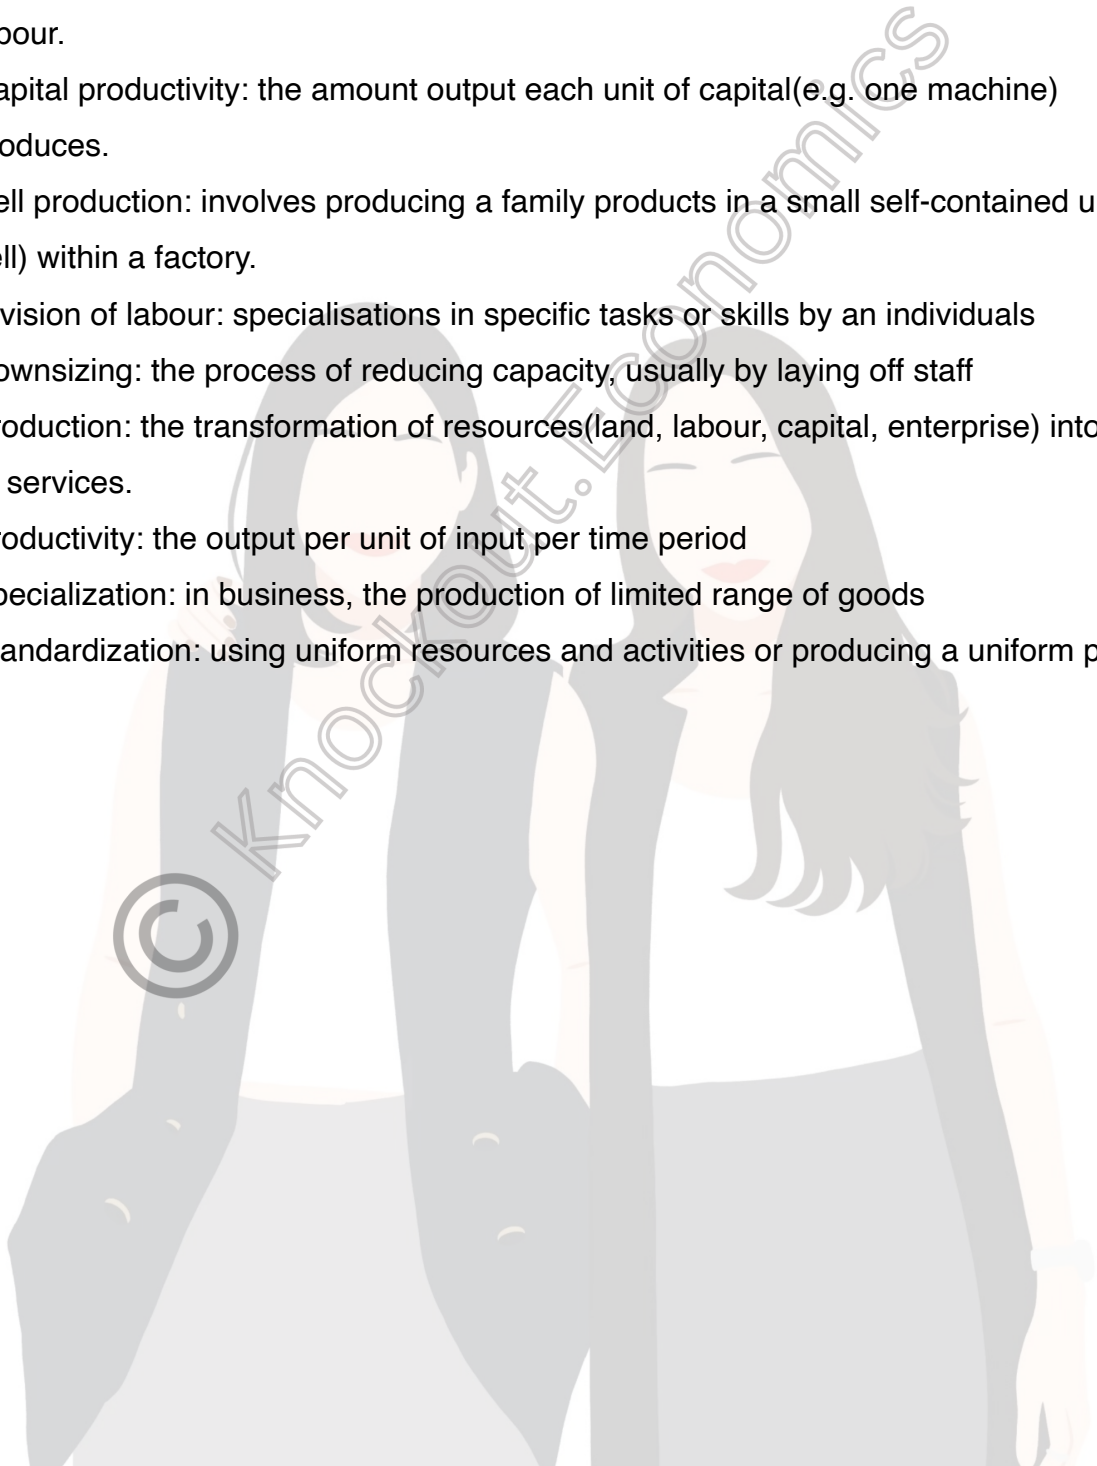 bour.
apital productivity: the amount output each unit of capital(e.g. one machine)
oduces.
ell production: involves producing a family products in a small self-contained u
ell) within a factory.
vision of labour: specialisations in specific tasks or skills by an individuals
ownsizing: the process of reducing capacity, usually by laying off staff
roduction: the transformation of resources(land, labour, capital, enterprise) into
services.
roductivity: the output per unit of input per time period
pecialization: in business, the production of limited range of goods
andardization: using uniform resources and activities or producing a uniform p
© Knockout.Economics